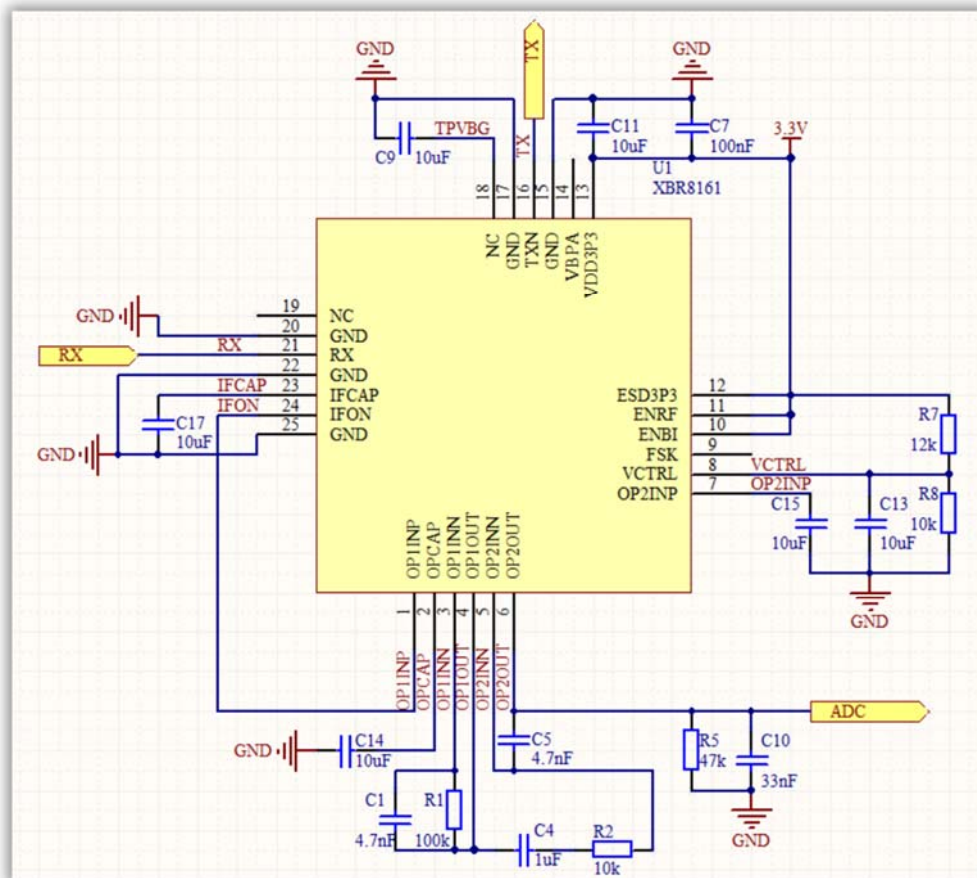 GND
TX
GND
TPVBG
C9
10uF
TX
C11
10uF
C7
100nF
3.3V
U1
XBR8161
18
17
16
15
14
13
NC
GND
TXN
GND
VBPA
VDD3P3
GND
19
NC
20
GND
RX
RX
21
RX
22
GND
IFCAP
23
IFCAP
IFON
24
IFON
C17
10uF
25
GND
GND
ESD3P3
12
ENRF
11
ENBI
10
FSK
9
VCTRL
8
VCTRL
OP2INP
7
OP2INP
R7
12k
R8
10k
C15
10uF
C13
10uF
GND
OP1INP
OPCAP
OP1INN
OP1OUT
OP2INN
OP2OUT
1
2
3
4
5
6
OP1INP
OPCAP
OP1INN
OP1OUT
OP2INN
OP2OUT
ADC
GND
C14
10uF
C5
4.7nF
R5
47k
C10
33nF
GND
C1
4.7nF
R1
100k
C4
1uF
R2
10k